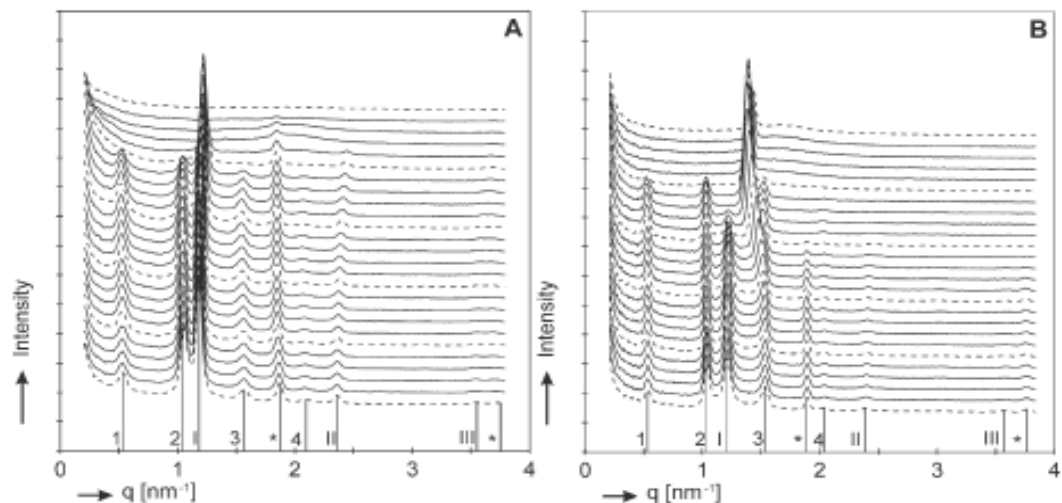 A
B
Intensity
Intensity
1 2 I 3 * 4 II III *
1 2 I 3 * 4 II III *
0 1 2 3 4
0 1 2 3 4
q [nm⁻¹]
q [nm⁻¹]